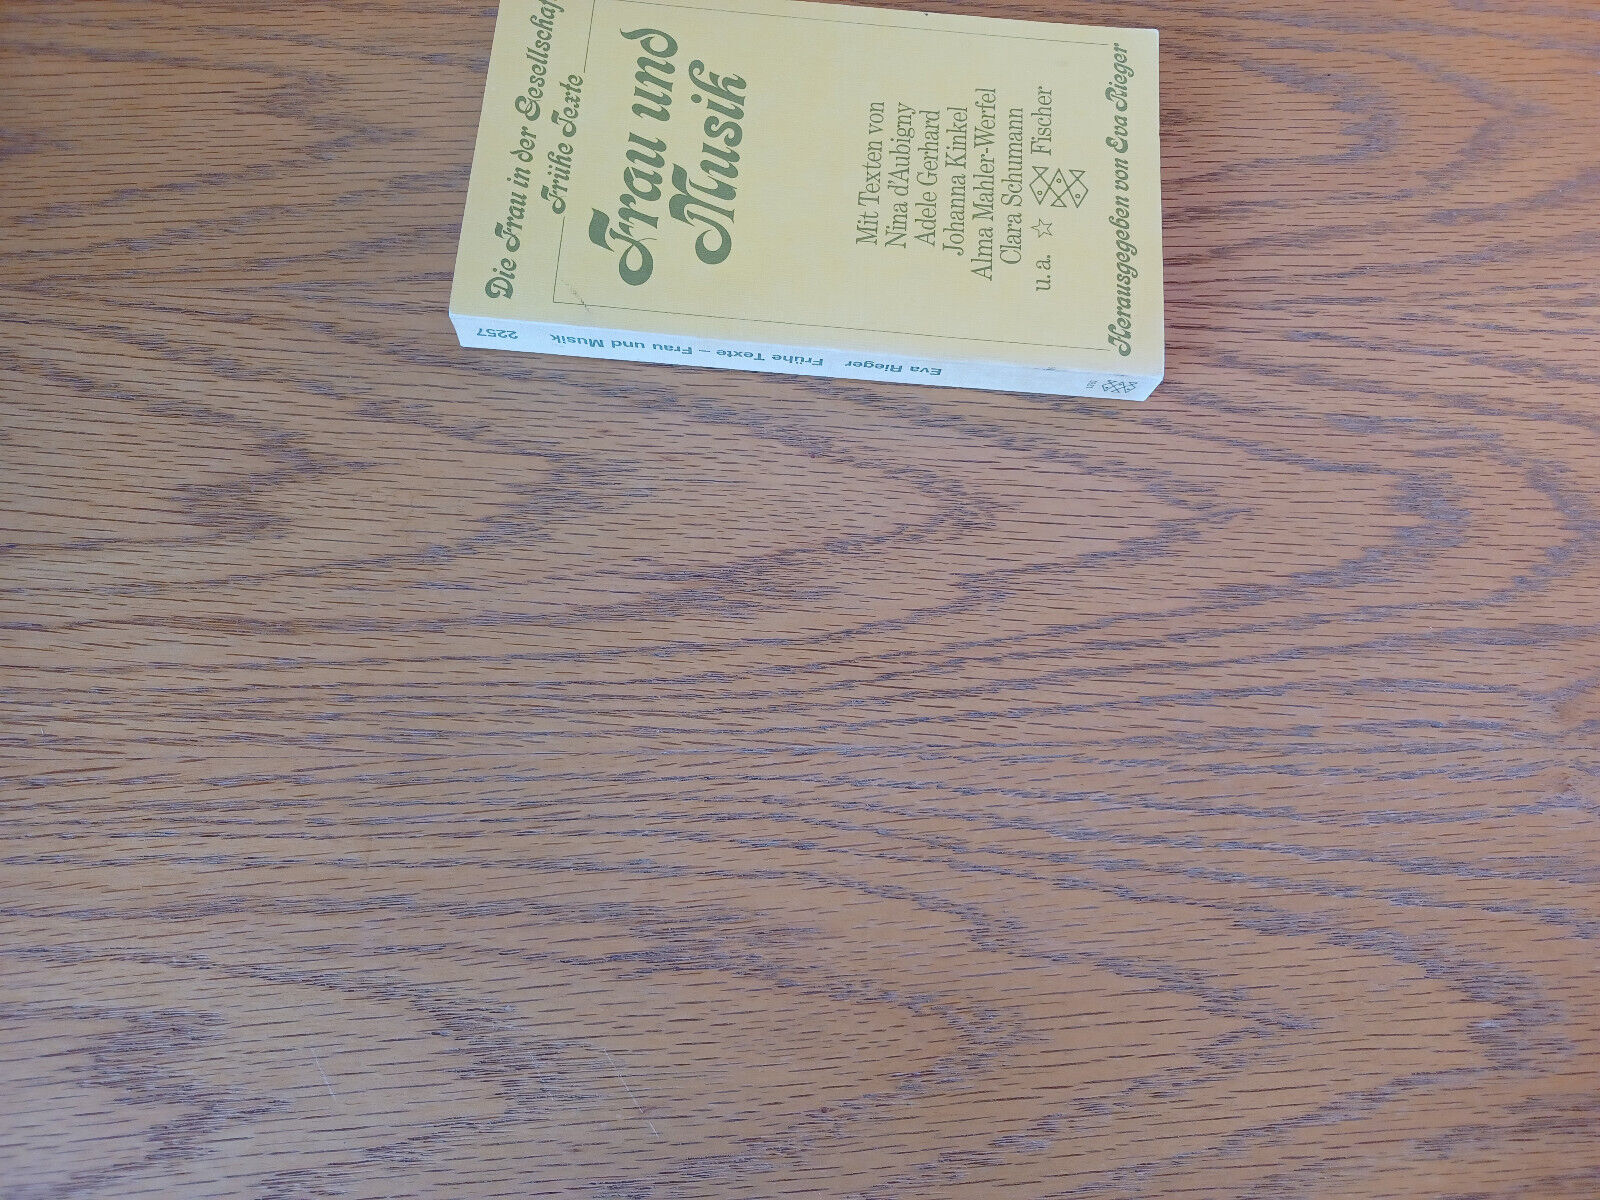 Die Frau in der Gesellschaf
Frühe Texte
Frau und
Musik
Mit Texten von
Nina d'Aubigny
Adele Gerhard
Johanna Kinkel
Alma Mahler-Werfel
Clara Schumann
u. a. ☆ Fischer
Herausgegeben von Eva Rieger
Eva Rieger Frühe Texte – Frau und Musik 2257